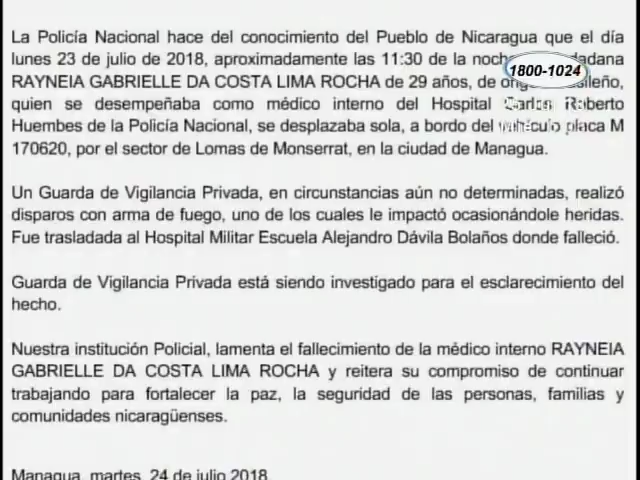 La Policía Nacional hace del conocimiento del Pueblo de Nicaragua que el día
lunes 23 de julio de 2018, aproximadamente las 11:30 de la noche
1800-1024
RAYNEIA GABRIELLE DA COSTA LIMA ROCHA de 29 años, de
quien se desempeñaba como médico interno del Hospital Carlos Roberto
Huembes de la Policía Nacional, se desplazaba sola, a bordo del vehículo placa M
170620, por el sector de Lomas de Monserrat, en la ciudad de Managua.
Un Guarda de Vigilancia Privada, en circunstancias aún no determinadas, realizó
disparos con arma de fuego, uno de los cuales le impactó ocasionándole heridas.
Fue trasladada al Hospital Militar Escuela Alejandro Dávila Bolaños donde falleció.
Guarda de Vigilancia Privada está siendo investigado para el esclarecimiento del
hecho.
Nuestra institución Policial, lamenta el fallecimiento de la médico interno RAYNEIA
GABRIELLE DA COSTA LIMA ROCHA y reitera su compromiso de continuar
trabajando para fortalecer la paz, la seguridad de las personas, familias y
comunidades nicaragüenses.
Managua, martes, 24 de julio 2018.